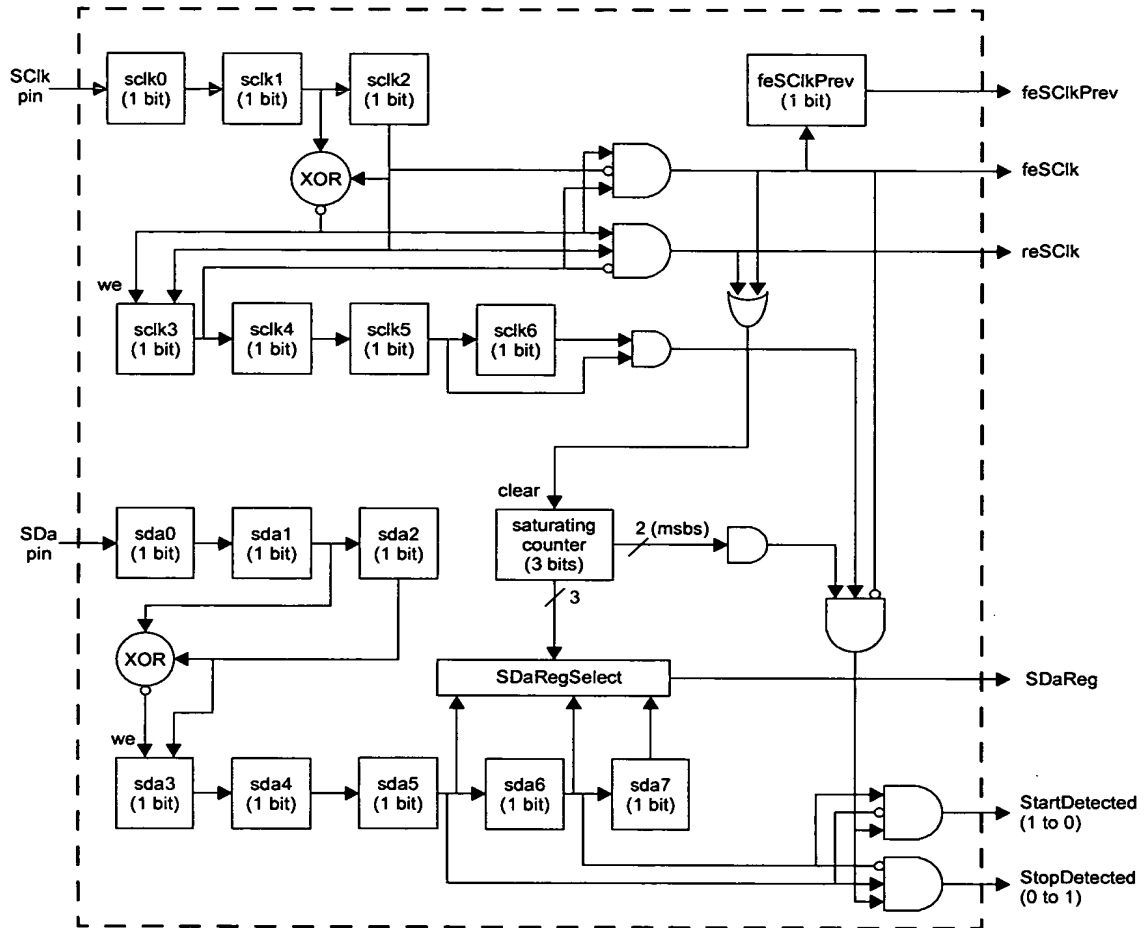 SClk
pin
sclk0
(1 bit)
sclk1
(1 bit)
sclk2
(1 bit)
feSClkPrev
(1 bit)
feSClkPrev
XOR
feSClk
reSClk
we
sclk3
(1 bit)
sclk4
(1 bit)
sclk5
(1 bit)
sclk6
(1 bit)
clear
SDa
pin
sda0
(1 bit)
sda1
(1 bit)
sda2
(1 bit)
saturating
counter
(3 bits)
2 (msbs)
3
XOR
SDaRegSelect
SDaReg
we
sda3
(1 bit)
sda4
(1 bit)
sda5
(1 bit)
sda6
(1 bit)
sda7
(1 bit)
StartDetected
(1 to 0)
StopDetected
(0 to 1)